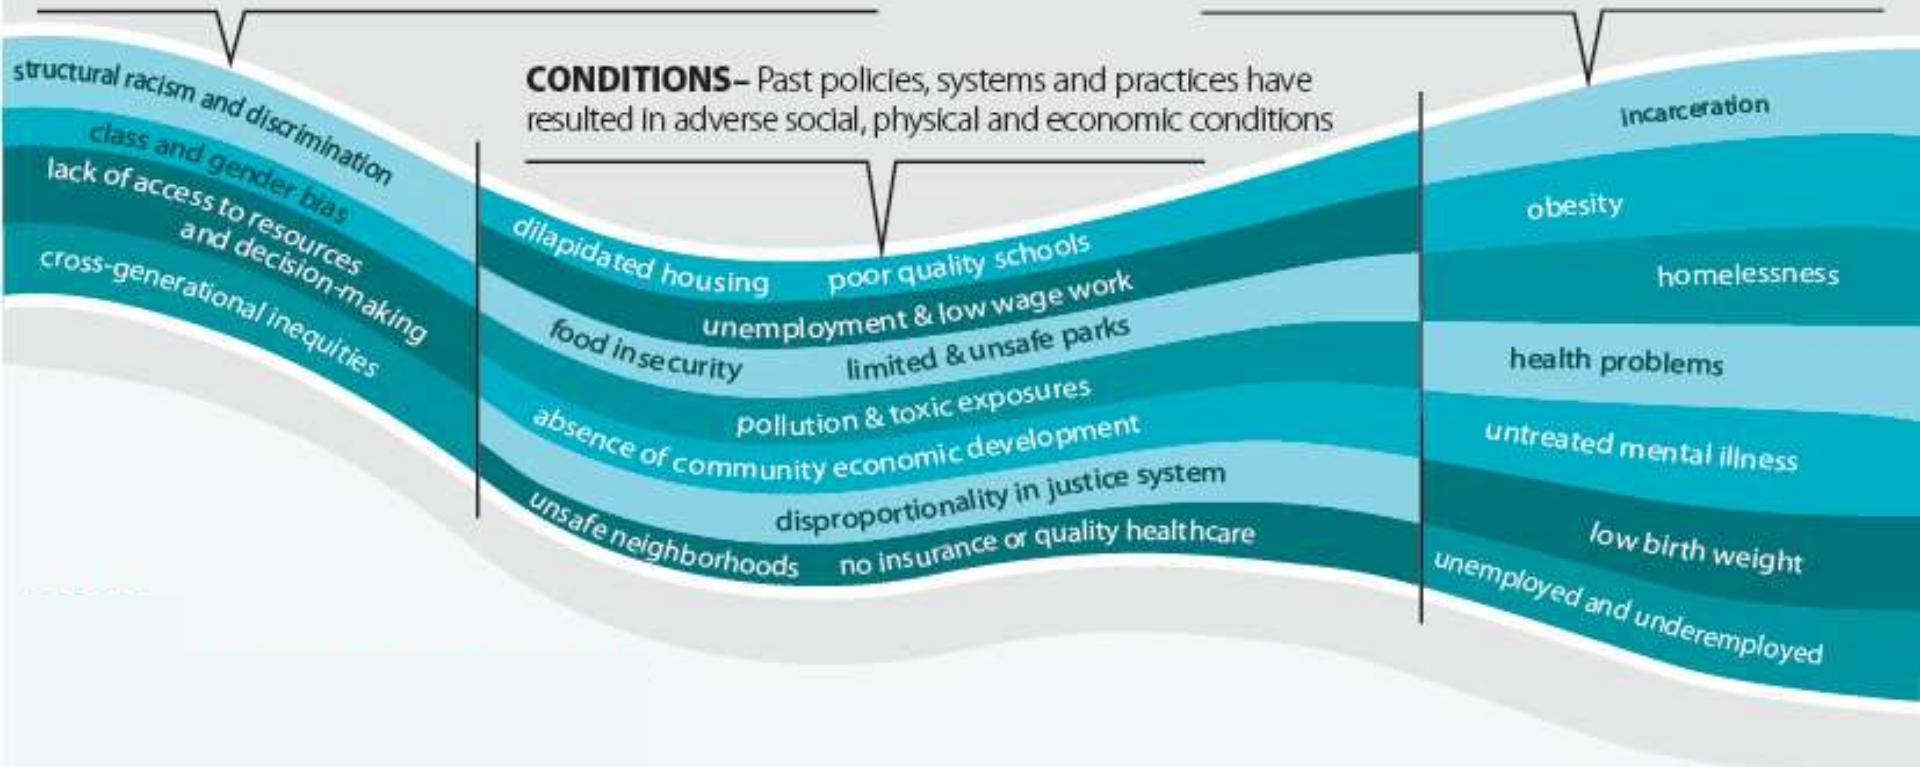 CONDITIONS– Past policies, systems and practices have
resulted in adverse social, physical and economic conditions
structural racism and discrimination
class and gender bias
lack of access to resources
and decision-making
cross-generational inequities
dilapidated housing
poor quality schools
unemployment & low wage work
food insecurity
limited & unsafe parks
pollution & toxic exposures
absence of community economic development
disproportionality in justice system
unsafe neighborhoods
no insurance or quality healthcare
incarceration
obesity
homelessness
health problems
untreated mental illness
low birth weight
unemployed and underemployed